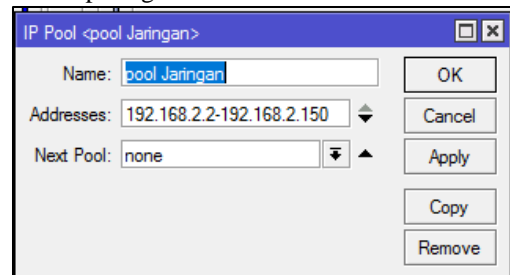 IP Pool <pool Jaringan>
Name: pool Jaringan
OK
Addresses: 192.168.2.2-192.168.2.150
Cancel
Next Pool: none
Apply
Copy
Remove